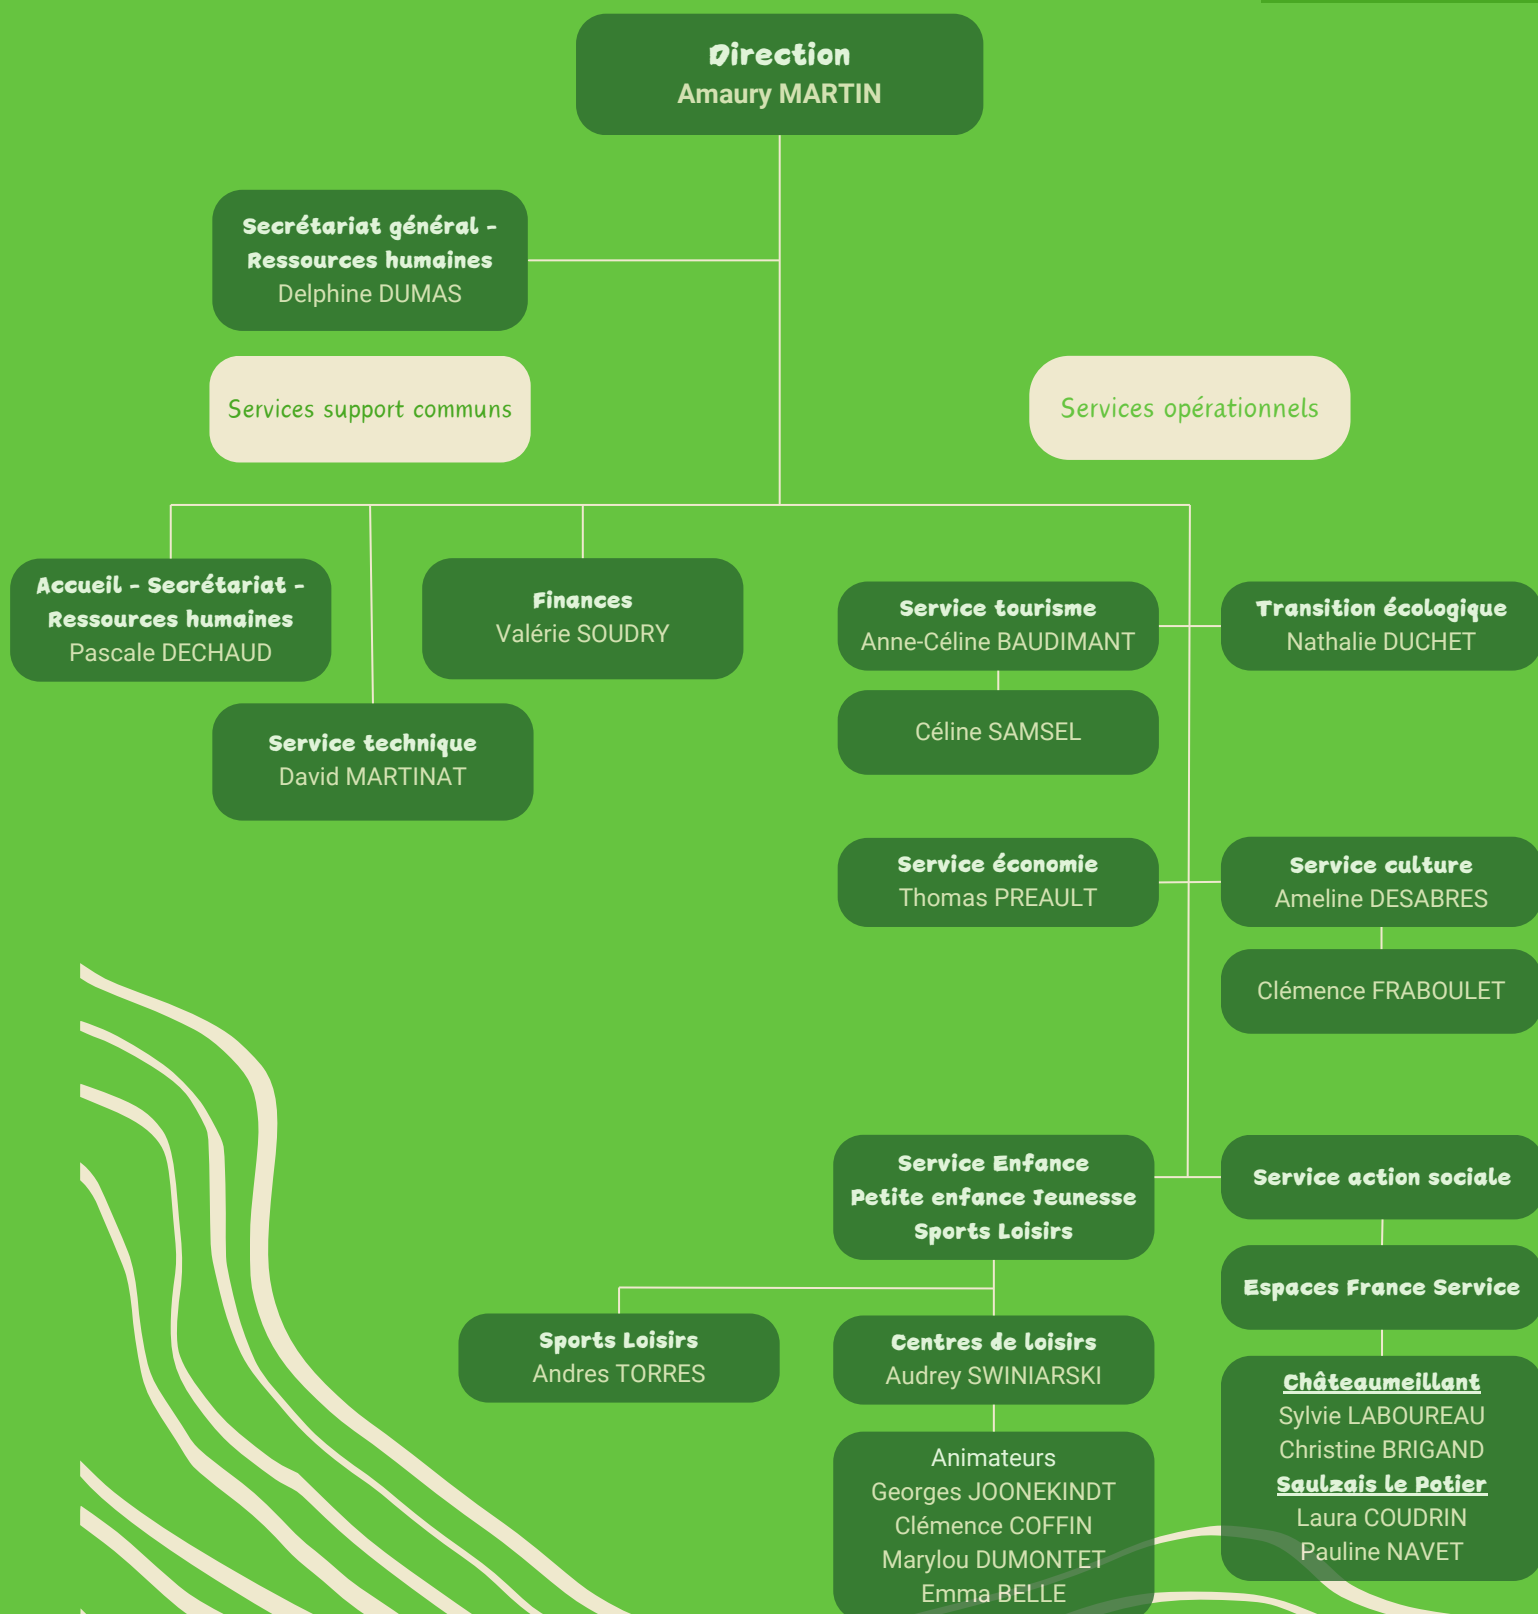 Direction
Amaury MARTIN
Secrétariat général -
Ressources humaines
Delphine DUMAS
Services support communs
Services opérationnels
Accueil - Secrétariat -
Ressources humaines
Pascale DECHAUD
Finances
Valérie SOUDRY
Service technique
David MARTINAT
Service tourisme
Anne-Céline BAUDIMANT
Céline SAMSEL
Transition écologique
Nathalie DUCHET
Service économie
Thomas PREAULT
Service culture
Ameline DESABRES
Clémence FRABOULET
Service Enfance
Petite enfance Jeunesse
Sports Loisirs
Sports Loisirs
Andres TORRES
Centres de loisirs
Audrey SWINIARSKI
Animateurs
Georges JOONEKINDT
Clémence COFFIN
Marylou DUMONTET
Emma BELLE
Service action sociale
Espaces France Service
Châteaumeillant
Sylvie LABOUREAU
Christine BRIGAND
Saulzais le Potier
Laura COUDRIN
Pauline NAVET